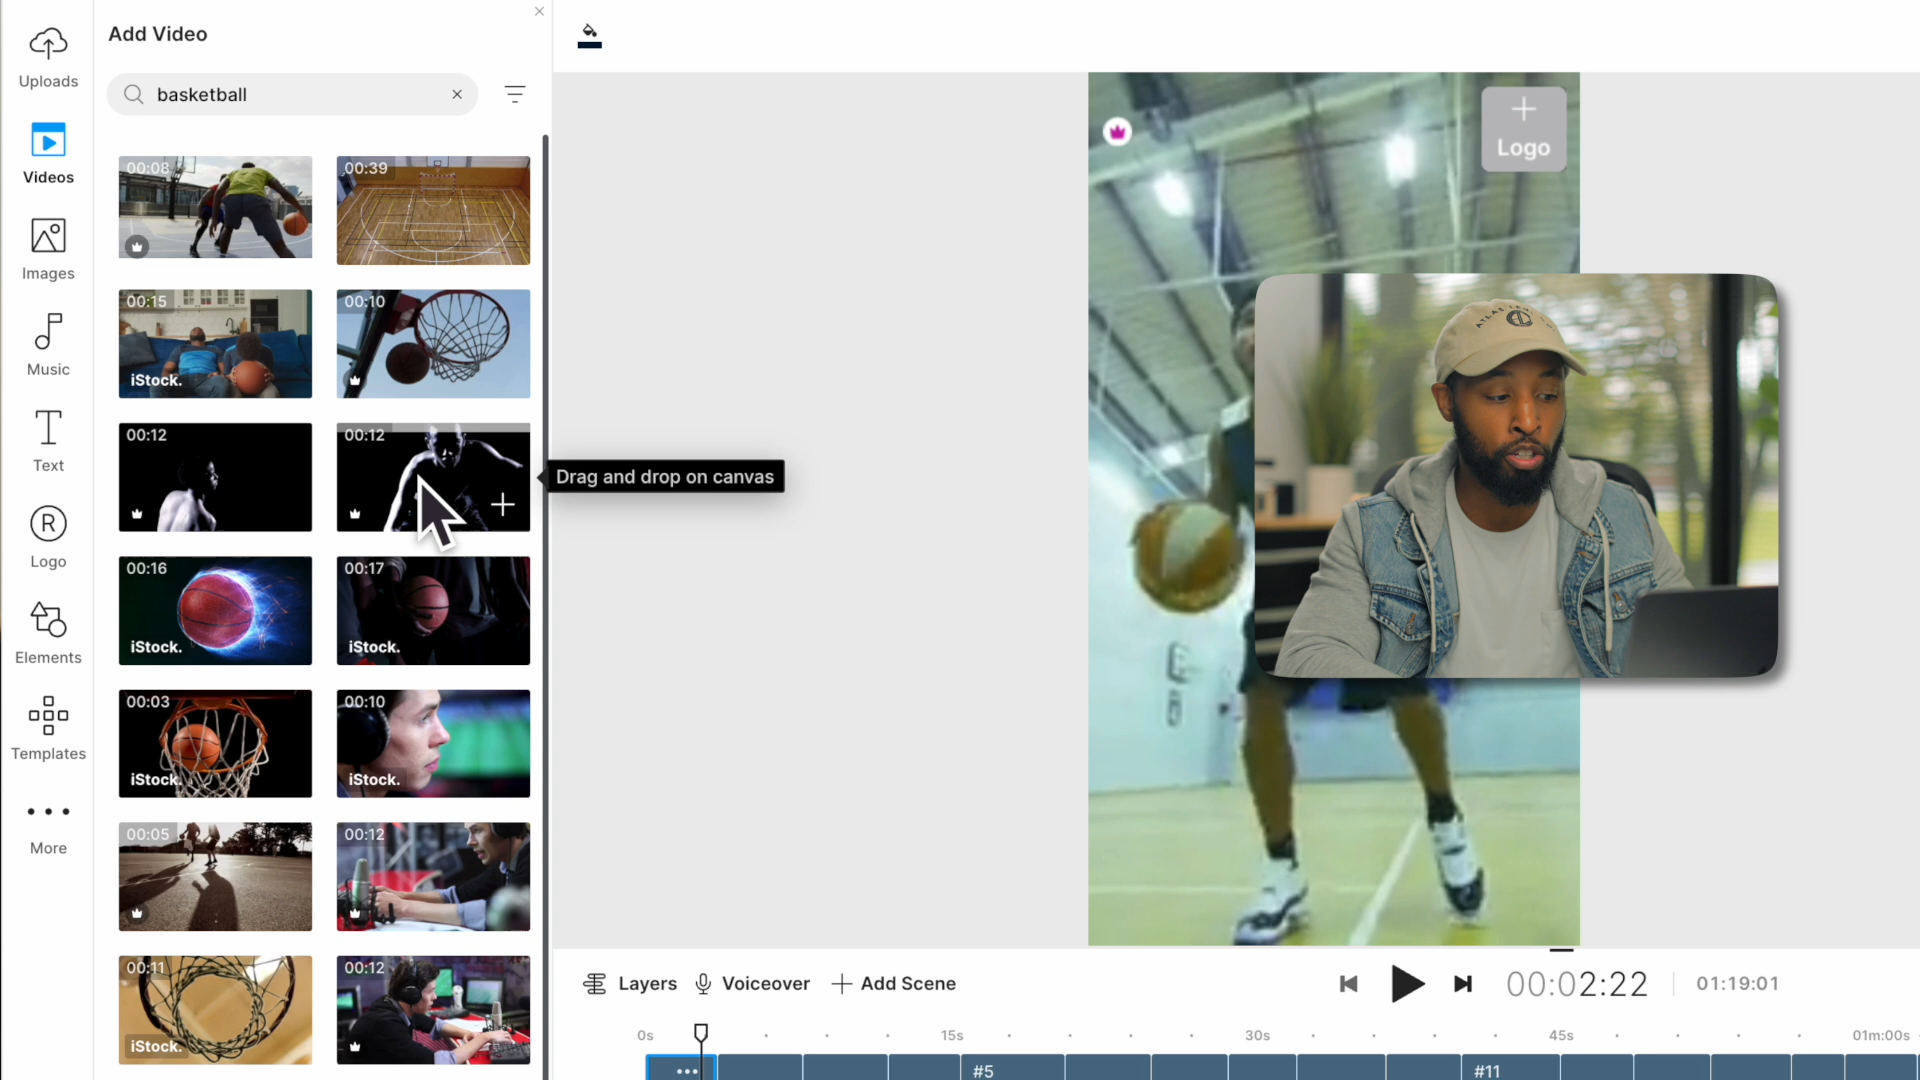 Add Video
basketball
Uploads
Videos
Images
Music
Text
R
Logo
Elements
Templates
More
00:08
00:39
00:15
iStock.
00:10
00:12
00:12
Drag and drop on canvas
00:16
iStock.
00:17
iStock.
00:03
iStock.
00:10
iStock.
00:05
00:12
00:11
iStock.
00:12
Logo
Layers
Voiceover
Add Scene
00:02:22
01:19:01
0s
15s
30s
45s
01m:00s
#5
#11